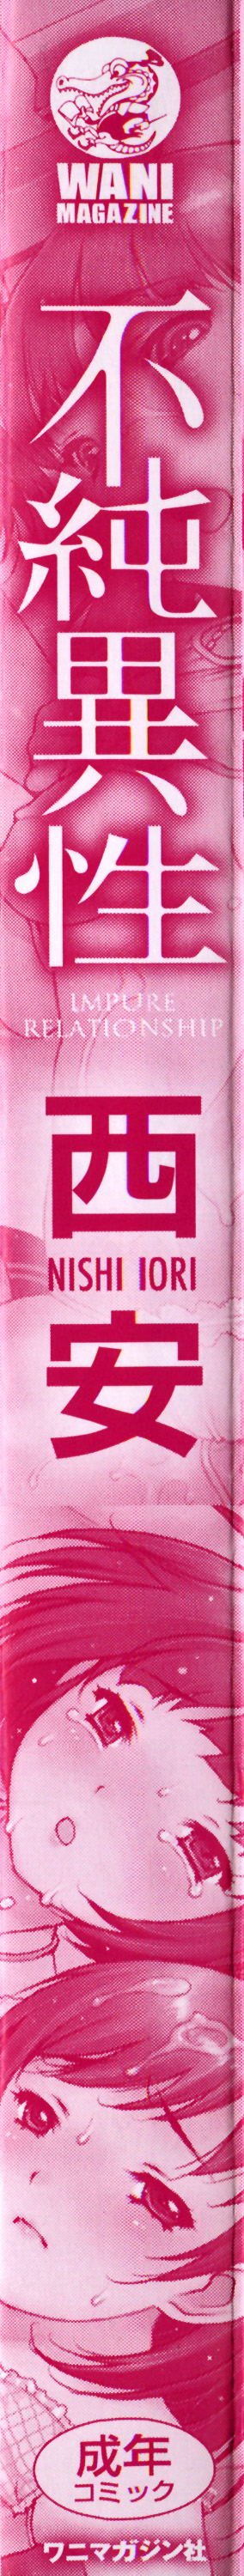 WANI
MAGAZINE
不純異性
IMPURE
RELATIONSHIP
西
NISHI IORI
安
成年
コミック
ワニマガジン社